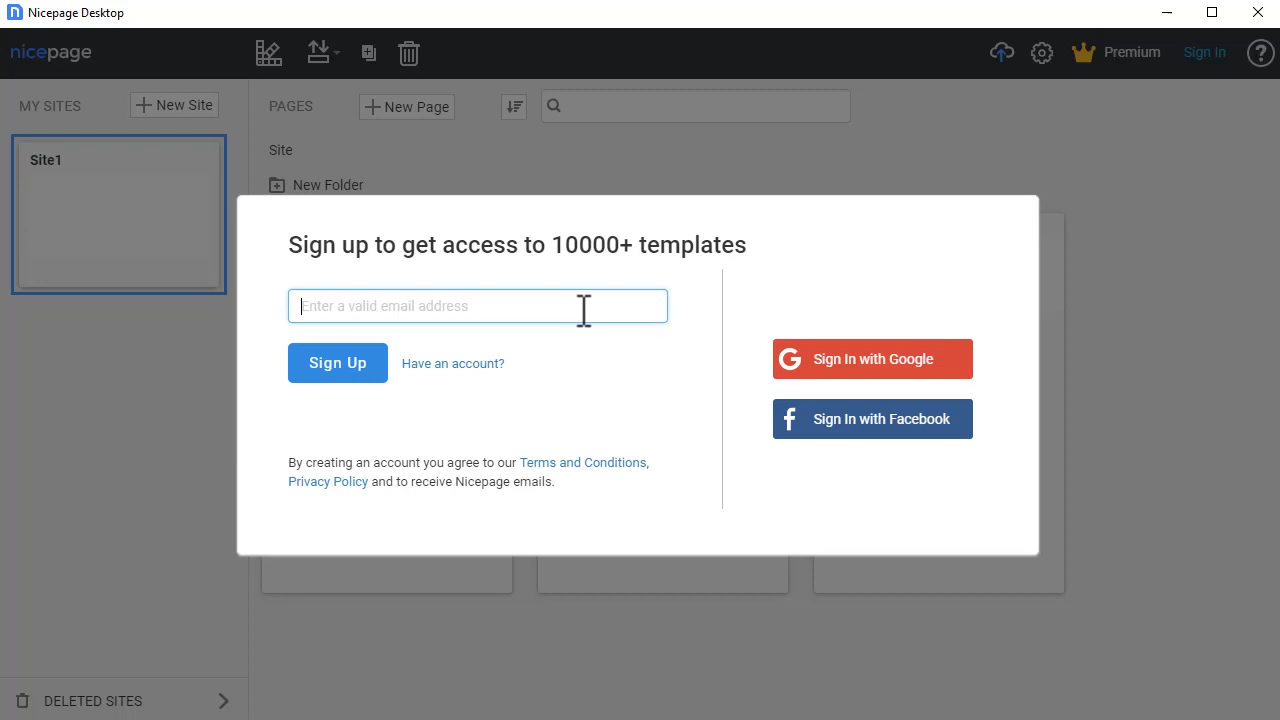 Nicepage Desktop
nicepage
Premium
Sign In
MY SITES
New Site
PAGES
New Page
Site1
Site
New Folder
Sign up to get access to 10000+ templates
Enter a valid email address
Sign Up
Have an account?
Sign In with Google
Sign In with Facebook
By creating an account you agree to our Terms and Conditions,
Privacy Policy and to receive Nicepage emails.
DELETED SITES